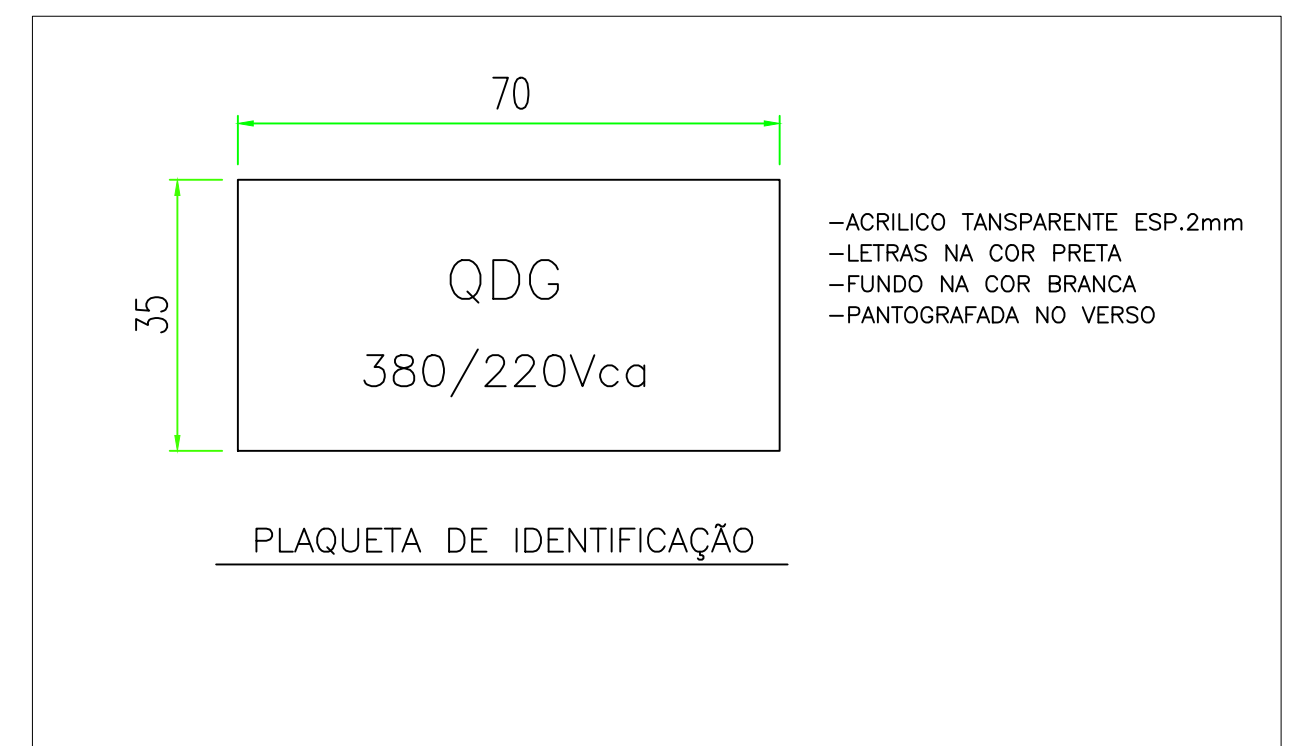 70
35
QDG
380/220Vca
-ACRILICO TANSPARENTE ESP.2mm
-LETRAS NA COR PRETA
-FUNDO NA COR BRANCA
-PANTOGRAFADA NO VERSO
PLAQUETA DE IDENTIFICAÇÃO